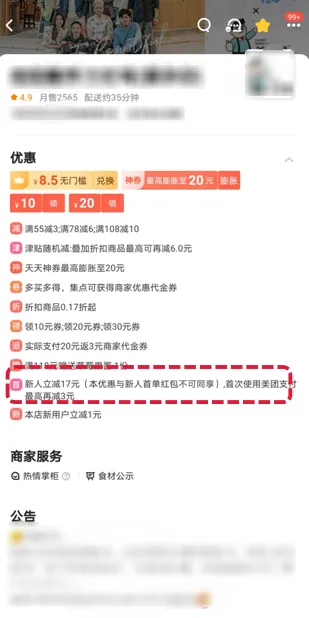 99+
4.9 月售2565 配送约35分钟
优惠
¥8.5无门槛 兑换 神券 最高膨胀至20元 膨胀
¥10 领 ¥20 领
减 满55减3;满78减6;满108减10
津 津贴随机减:叠加折扣商品最高可再减6.0元
神 天天神券最高膨胀至20元
券 多买多得，集点可获得商家优惠代金券
折 折扣商品0.17折起
领 领10元券;领20元券;领30元券
返 实际支付20元返3元商家代金券
首 新人立减17元（本优惠与新人首单红包不可同享）,首次使用美团支付
最高再减3元
新 本店新用户立减1元
商家服务
热情掌柜 ? 食材公示
公告